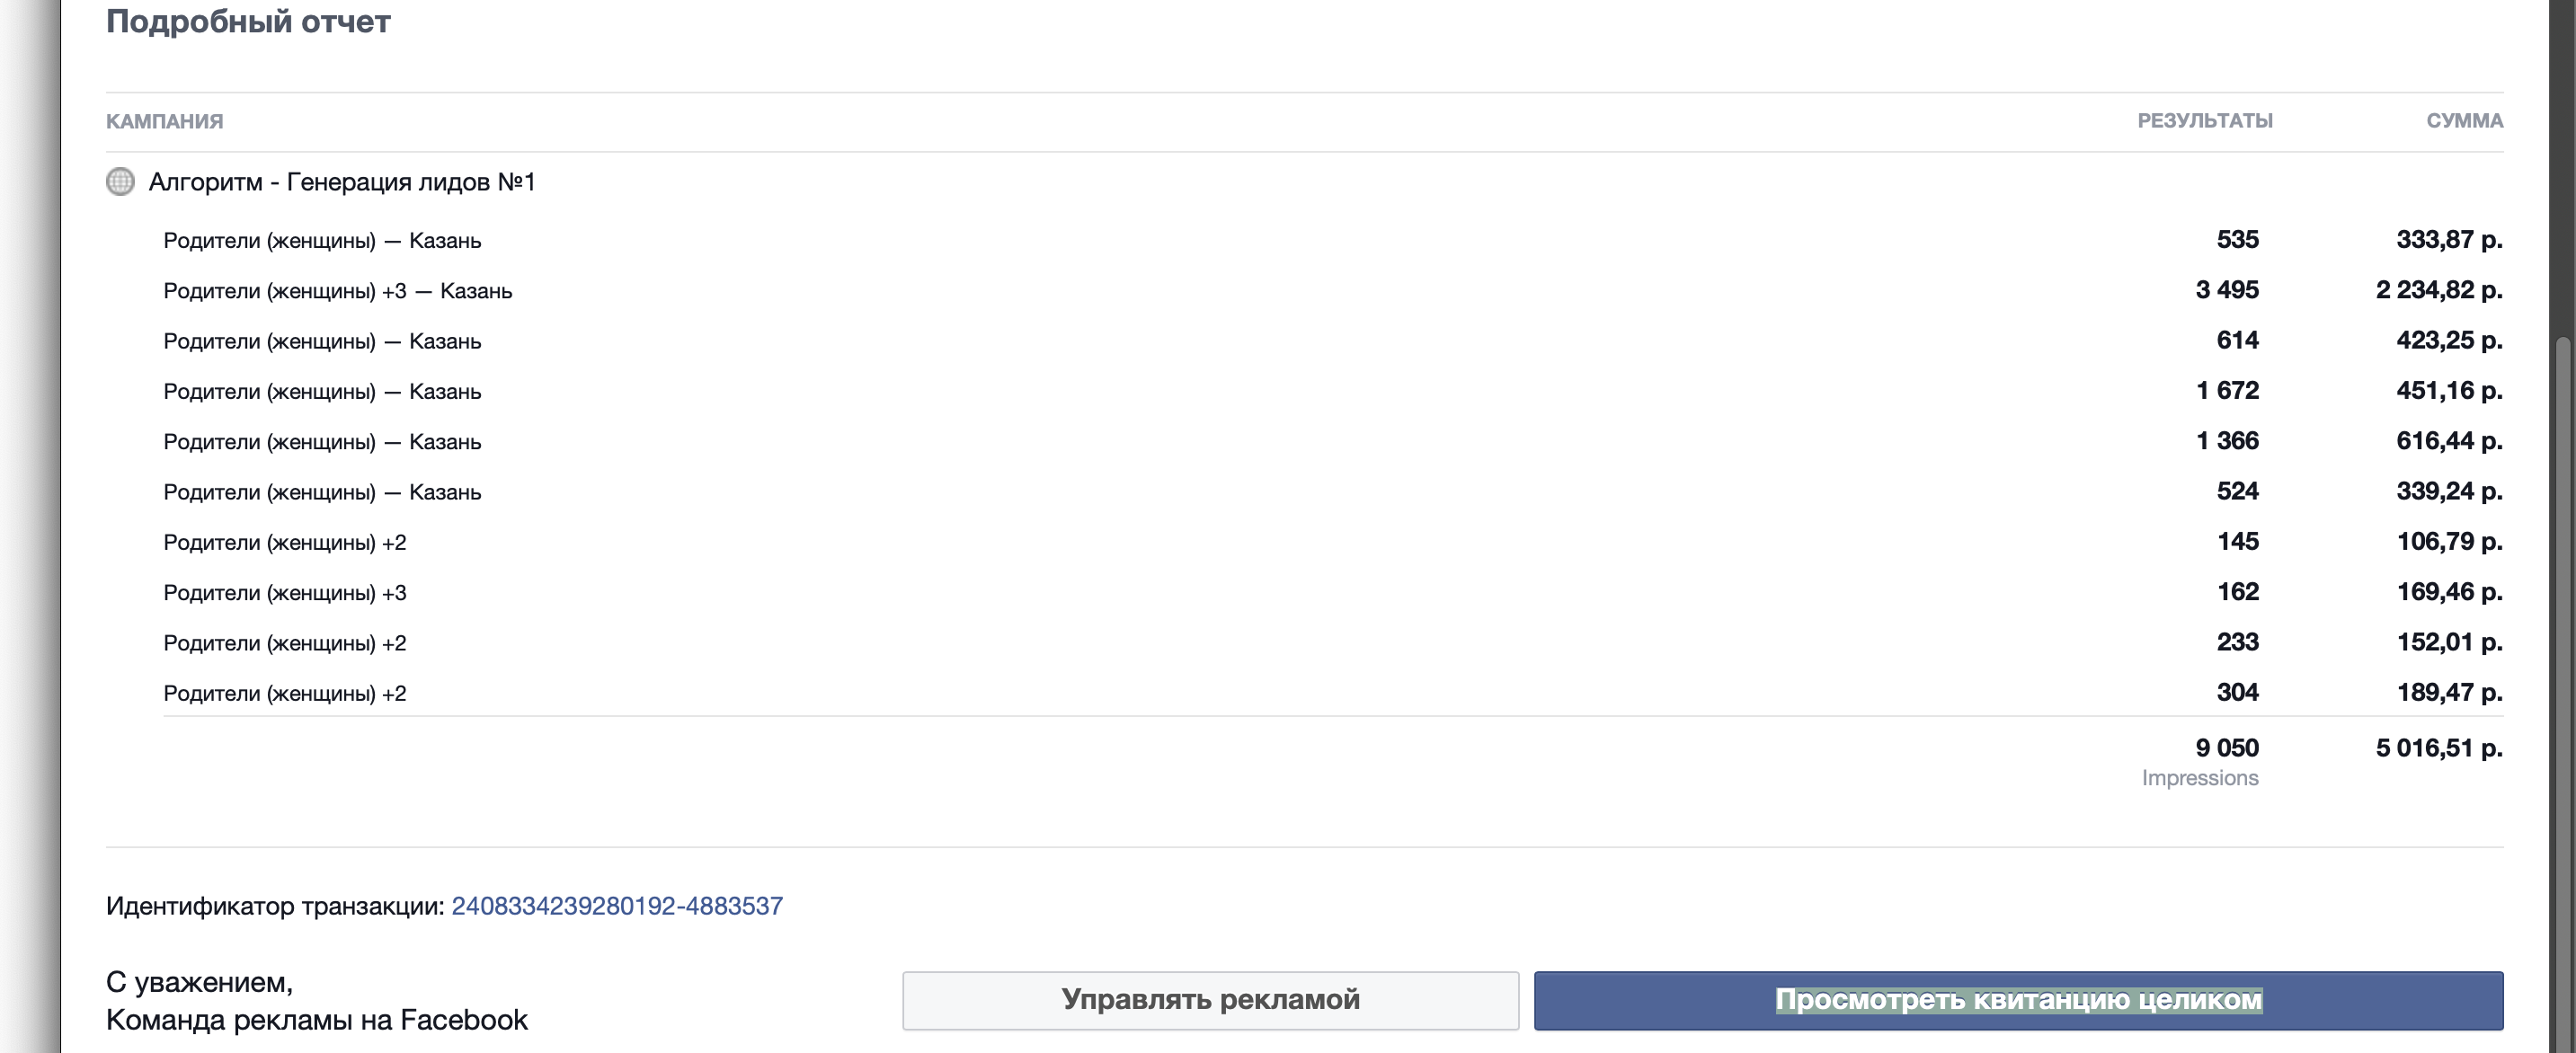 Подробный отчет
КАМПАНИЯ РЕЗУЛЬТАТЫ СУММА
Алгоритм - Генерация лидов №1
Родители (женщины) — Казань 535 333,87 р.
Родители (женщины) +3 — Казань 3 495 2 234,82 р.
Родители (женщины) — Казань 614 423,25 р.
Родители (женщины) — Казань 1 672 451,16 р.
Родители (женщины) — Казань 1 366 616,44 р.
Родители (женщины) — Казань 524 339,24 р.
Родители (женщины) +2 145 106,79 р.
Родители (женщины) +3 162 169,46 р.
Родители (женщины) +2 233 152,01 р.
Родители (женщины) +2 304 189,47 р.
9 050 5 016,51 р.
Impressions
Идентификатор транзакции: 2408334239280192-4883537
С уважением,
Команда рекламы на Facebook
Управлять рекламой Просмотреть квитанцию целиком